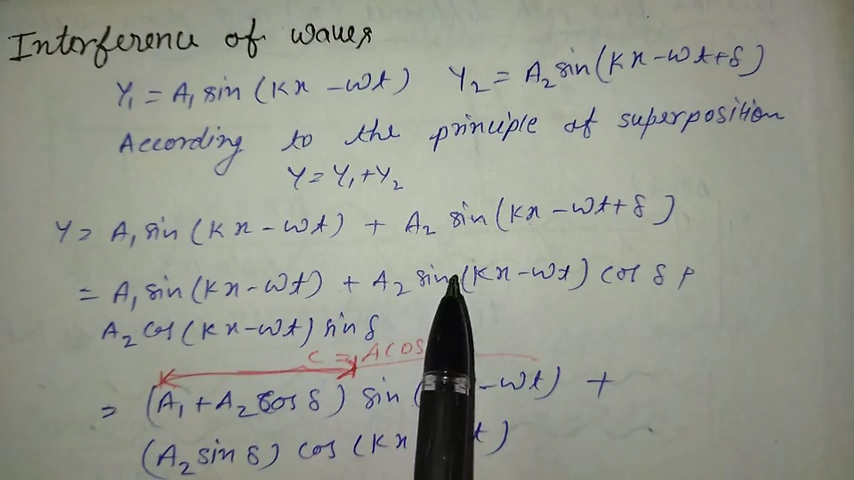 Interference of waves
Y₁ = A₁ sin (Kx - ωt)   Y₂ = A₂ sin (Kx - ωt + δ)
According to the principle of superposition
Y = Y₁ + Y₂
Y = A₁ sin (Kx - ωt) + A₂ sin (Kx - ωt + δ)
= A₁ sin (Kx - ωt) + A₂ sin (Kx - ωt) cos δ +
A₂ cos (Kx - ωt) sin δ
C = A cos
= (A₁ + A₂ cos δ) sin ( - ωt) +
(A₂ sin δ) cos (Kx t)